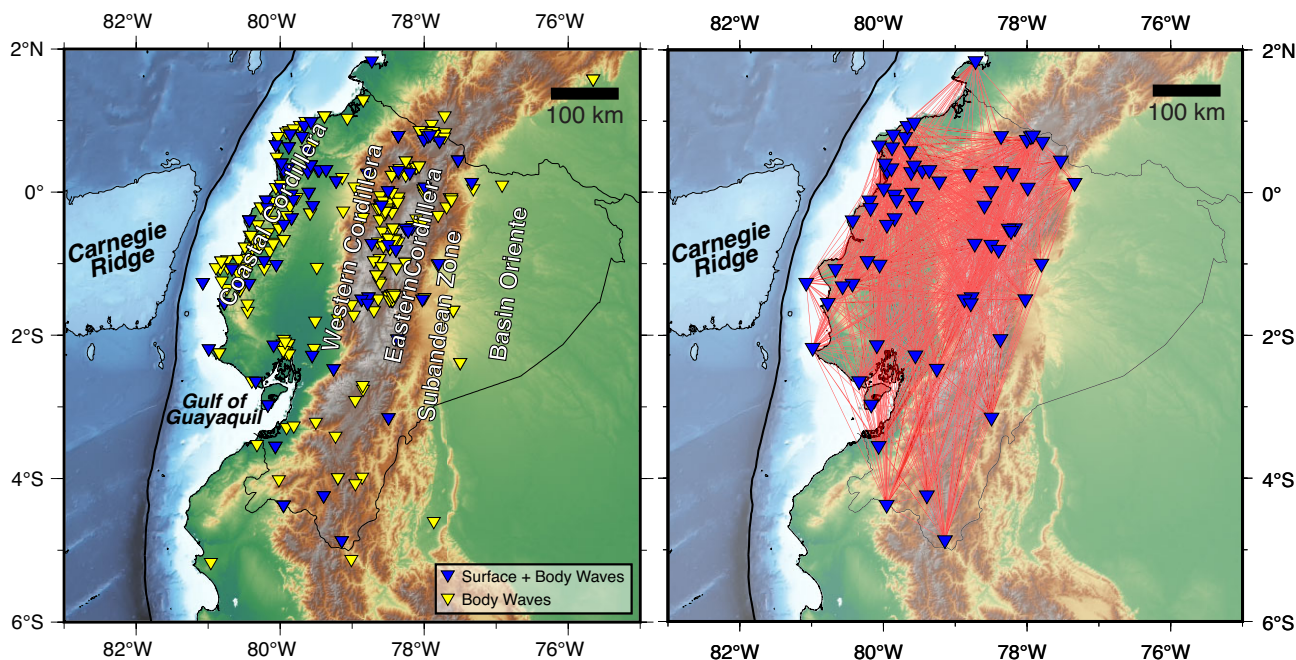 82°W 80°W 78°W 76°W
82°W 80°W 78°W 76°W
2°N
0°
2°S
4°S
6°S
100 km
Carnegie
Ridge
Coastal Cordillera
Western Cordillera
Eastern Cordillera
Subandean Zone
Basin Oriente
Gulf of
Guayaquil
Surface + Body Waves
Body Waves
82°W 80°W 78°W 76°W
100 km
Carnegie
Ridge
2°N
0°
2°S
4°S
6°S
82°W 80°W 78°W 76°W